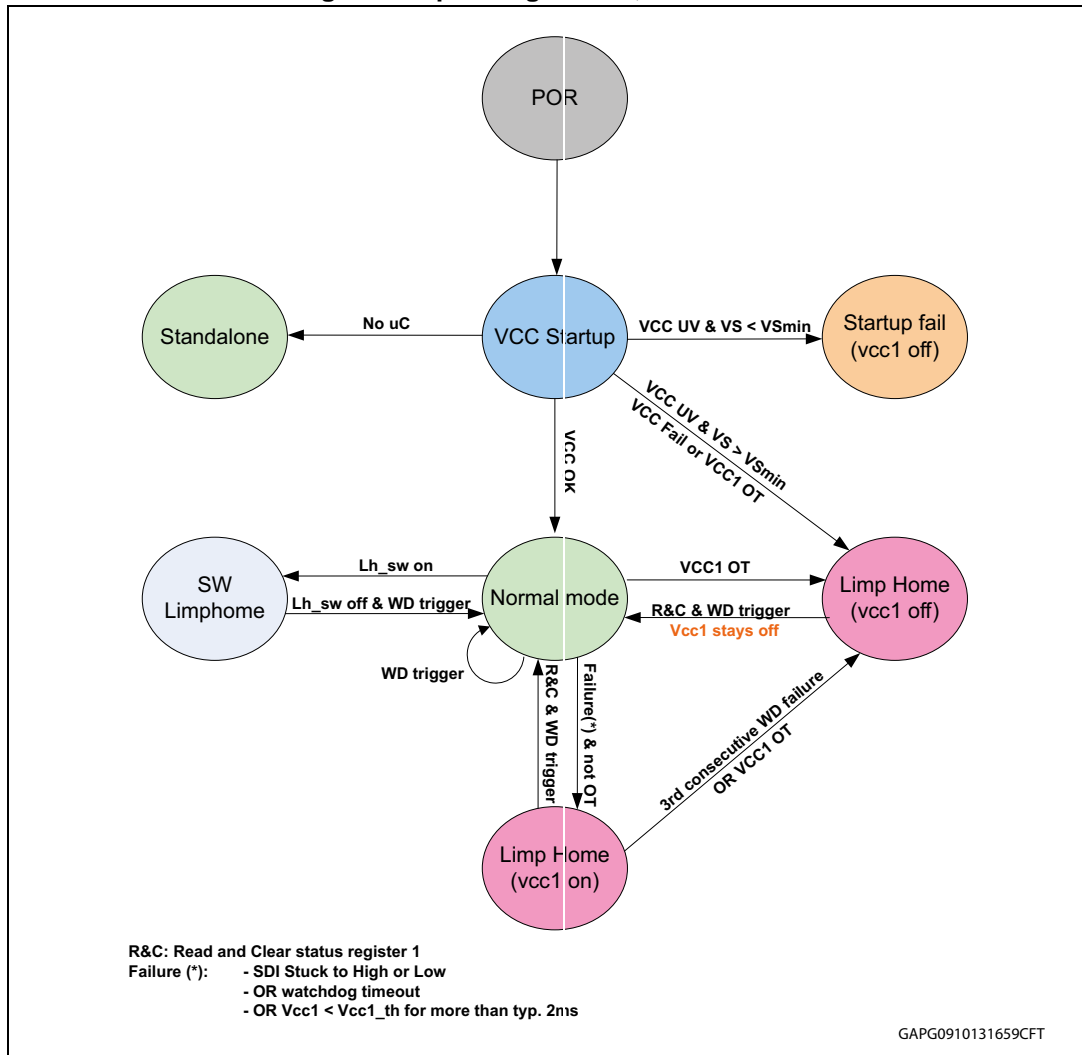 POR
No uC
VCC UV & VS < VSmin
Standalone
VCC Startup
Startup fail
(vcc1 off)
VCC UV & VS > VSmin
VCC Fail or VCC1 OT
VCC OK
Lh_sw on
VCC1 OT
SW
Limphome
Normal mode
Limp Home
(vcc1 off)
Lh_sw off & WD trigger
R&C & WD trigger
Vcc1 stays off
WD trigger
R&C & WD trigger
Failure(*) & not OT
3rd consecutive WD failure
OR VCC1 OT
Limp Home
(vcc1 on)
R&C: Read and Clear status register 1
Failure (*): - SDI Stuck to High or Low
- OR watchdog timeout
- OR Vcc1 < Vcc1_th for more than typ. 2ms
GAPG0910131659CFT